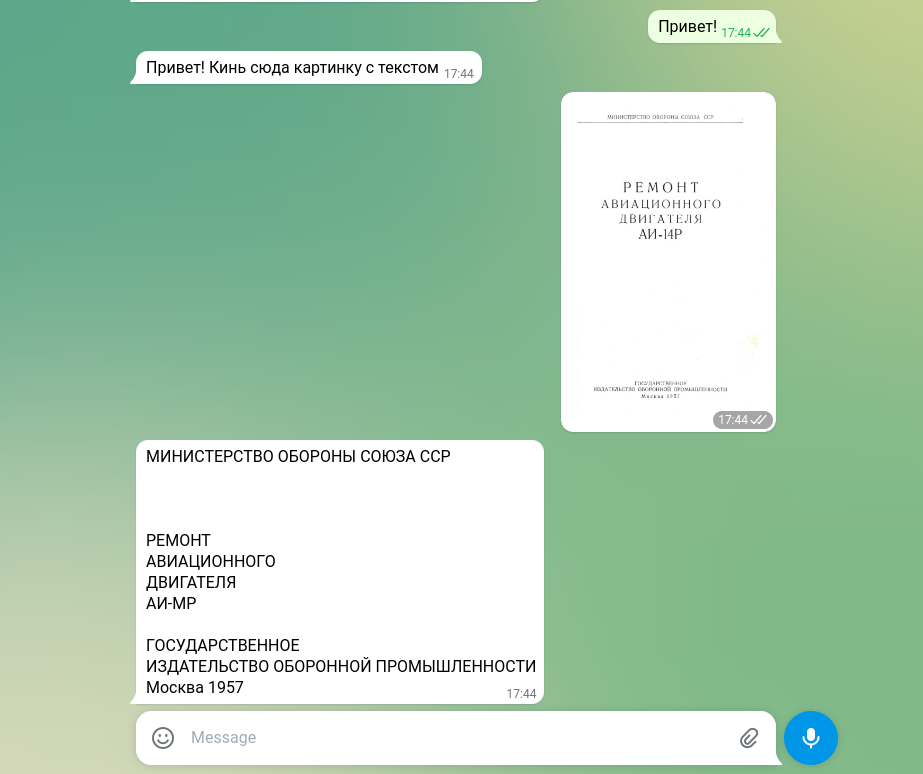 Привет! 17:44
Привет! Кинь сюда картинку с текстом 17:44
МИНИСТЕРСТВО ОБОРОНЫ СОЮЗА ССР
РЕМОНТ
АВИАЦИОННОГО
ДВИГАТЕЛЯ
АИ-14Р
ГОСУДАРСТВЕННОЕ
ИЗДАТЕЛЬСТВО ОБОРОННОЙ ПРОМЫШЛЕННОСТИ
Москва 1957
17:44
МИНИСТЕРСТВО ОБОРОНЫ СОЮЗА ССР
РЕМОНТ
АВИАЦИОННОГО
ДВИГАТЕЛЯ
АИ-МР
ГОСУДАРСТВЕННОЕ
ИЗДАТЕЛЬСТВО ОБОРОННОЙ ПРОМЫШЛЕННОСТИ
Москва 1957
17:44
Message